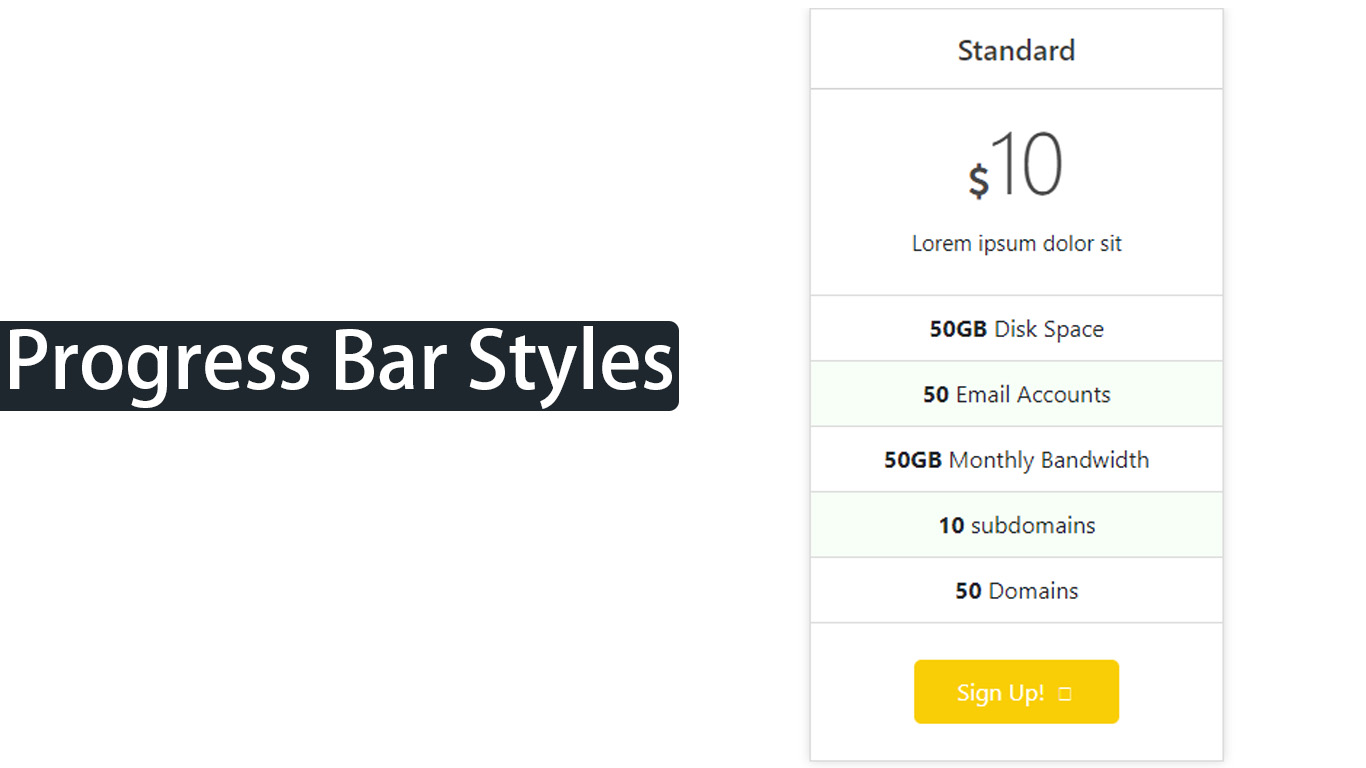 Progress Bar Styles
Standard
$10
Lorem ipsum dolor sit
50GB Disk Space
50 Email Accounts
50GB Monthly Bandwidth
10 subdomains
50 Domains
Sign Up!